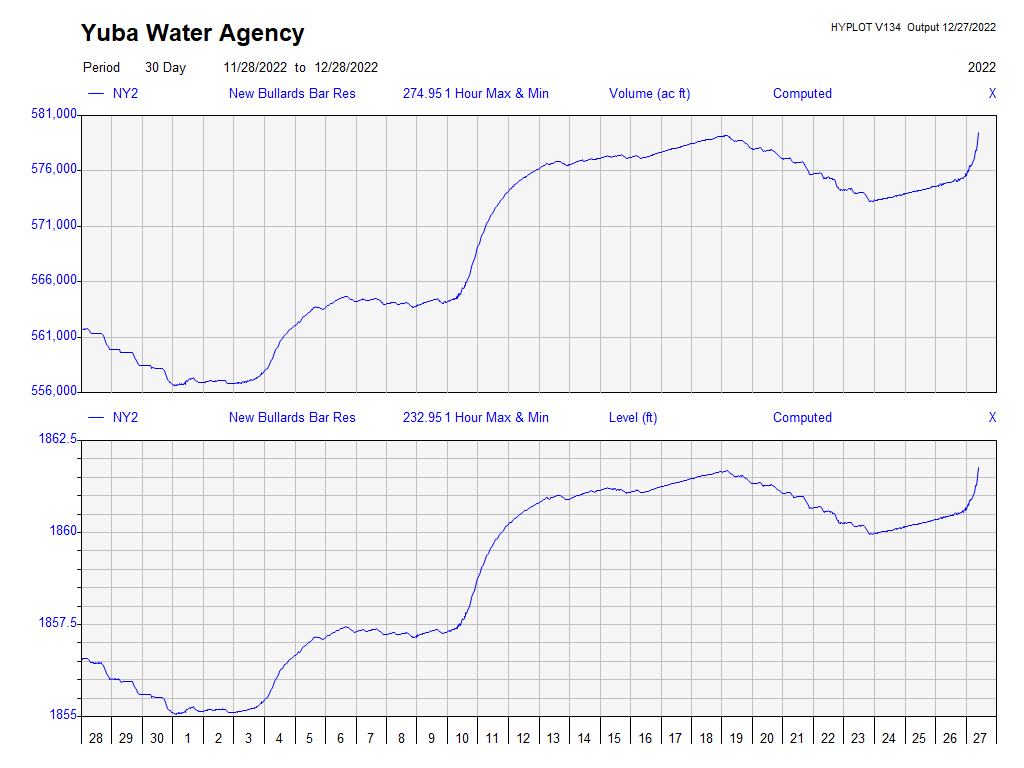 Yuba Water Agency
HYPLOT V134 Output 12/27/2022
Period 30 Day 11/28/2022 to 12/28/2022 2022
NY2 New Bullards Bar Res 274.95 1 Hour Max & Min Volume (ac ft) Computed X
581,000
576,000
571,000
566,000
561,000
556,000
NY2 New Bullards Bar Res 232.95 1 Hour Max & Min Level (ft) Computed X
1862.5
1860
1857.5
1855
28 29 30 1 2 3 4 5 6 7 8 9 10 11 12 13 14 15 16 17 18 19 20 21 22 23 24 25 26 27